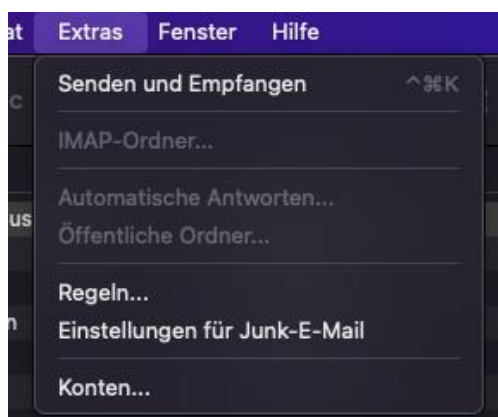 at Extras Fenster Hilfe
Senden und Empfangen ^⌘K
c
IMAP-Ordner...
Automatische Antworten...
us
Öffentliche Ordner...
Regeln...
n
Einstellungen für Junk-E-Mail
Konten...